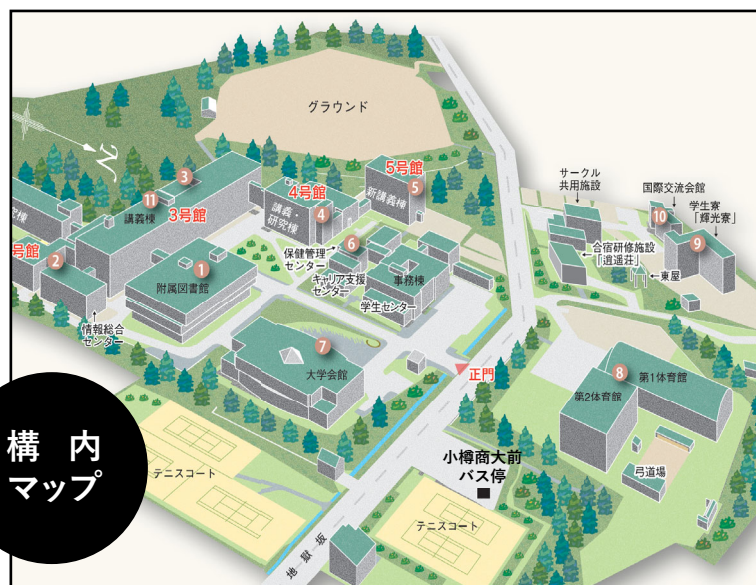 グラウンド
N
5号館
5
新講義棟
4号館
4
講義・
研究棟
3
11
講義棟
3号館
究棟
号館
2
情報総合
センター
1
附属図書館
6
保健管理
センター
キャリア支援
センター
事務棟
学生センター
7
大学会館
正門
サークル
共用施設
国際交流会館
10
学生寮
「輝光寮」
9
合宿研修施設
「逍遥荘」
東屋
8
第1体育館
第2体育館
弓道場
小樽商大前
バス停
テニスコート
テニスコート
地獄坂
構内
マップ